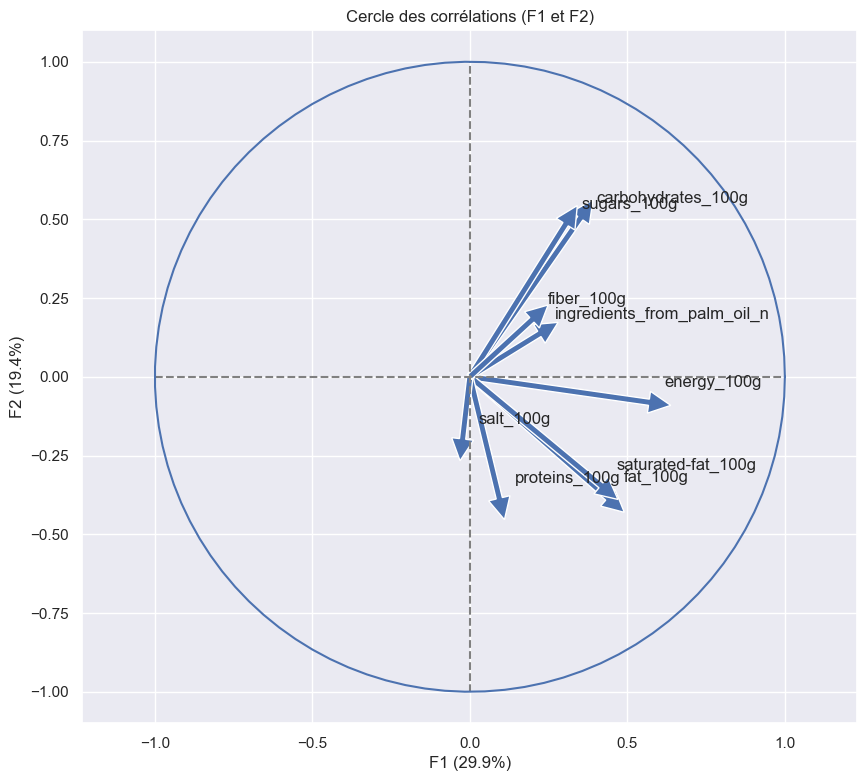 Cercle des corrélations (F1 et F2)
1.00
0.75
0.50
0.25
0.00
−0.25
−0.50
−0.75
−1.00
F2 (19.4%)
carbohydrates_100g
sugars_100g
fiber_100g
ingredients_from_palm_oil_n
energy_100g
salt_100g
saturated-fat_100g
proteins_100g
fat_100g
−1.0
−0.5
0.0
0.5
1.0
F1 (29.9%)